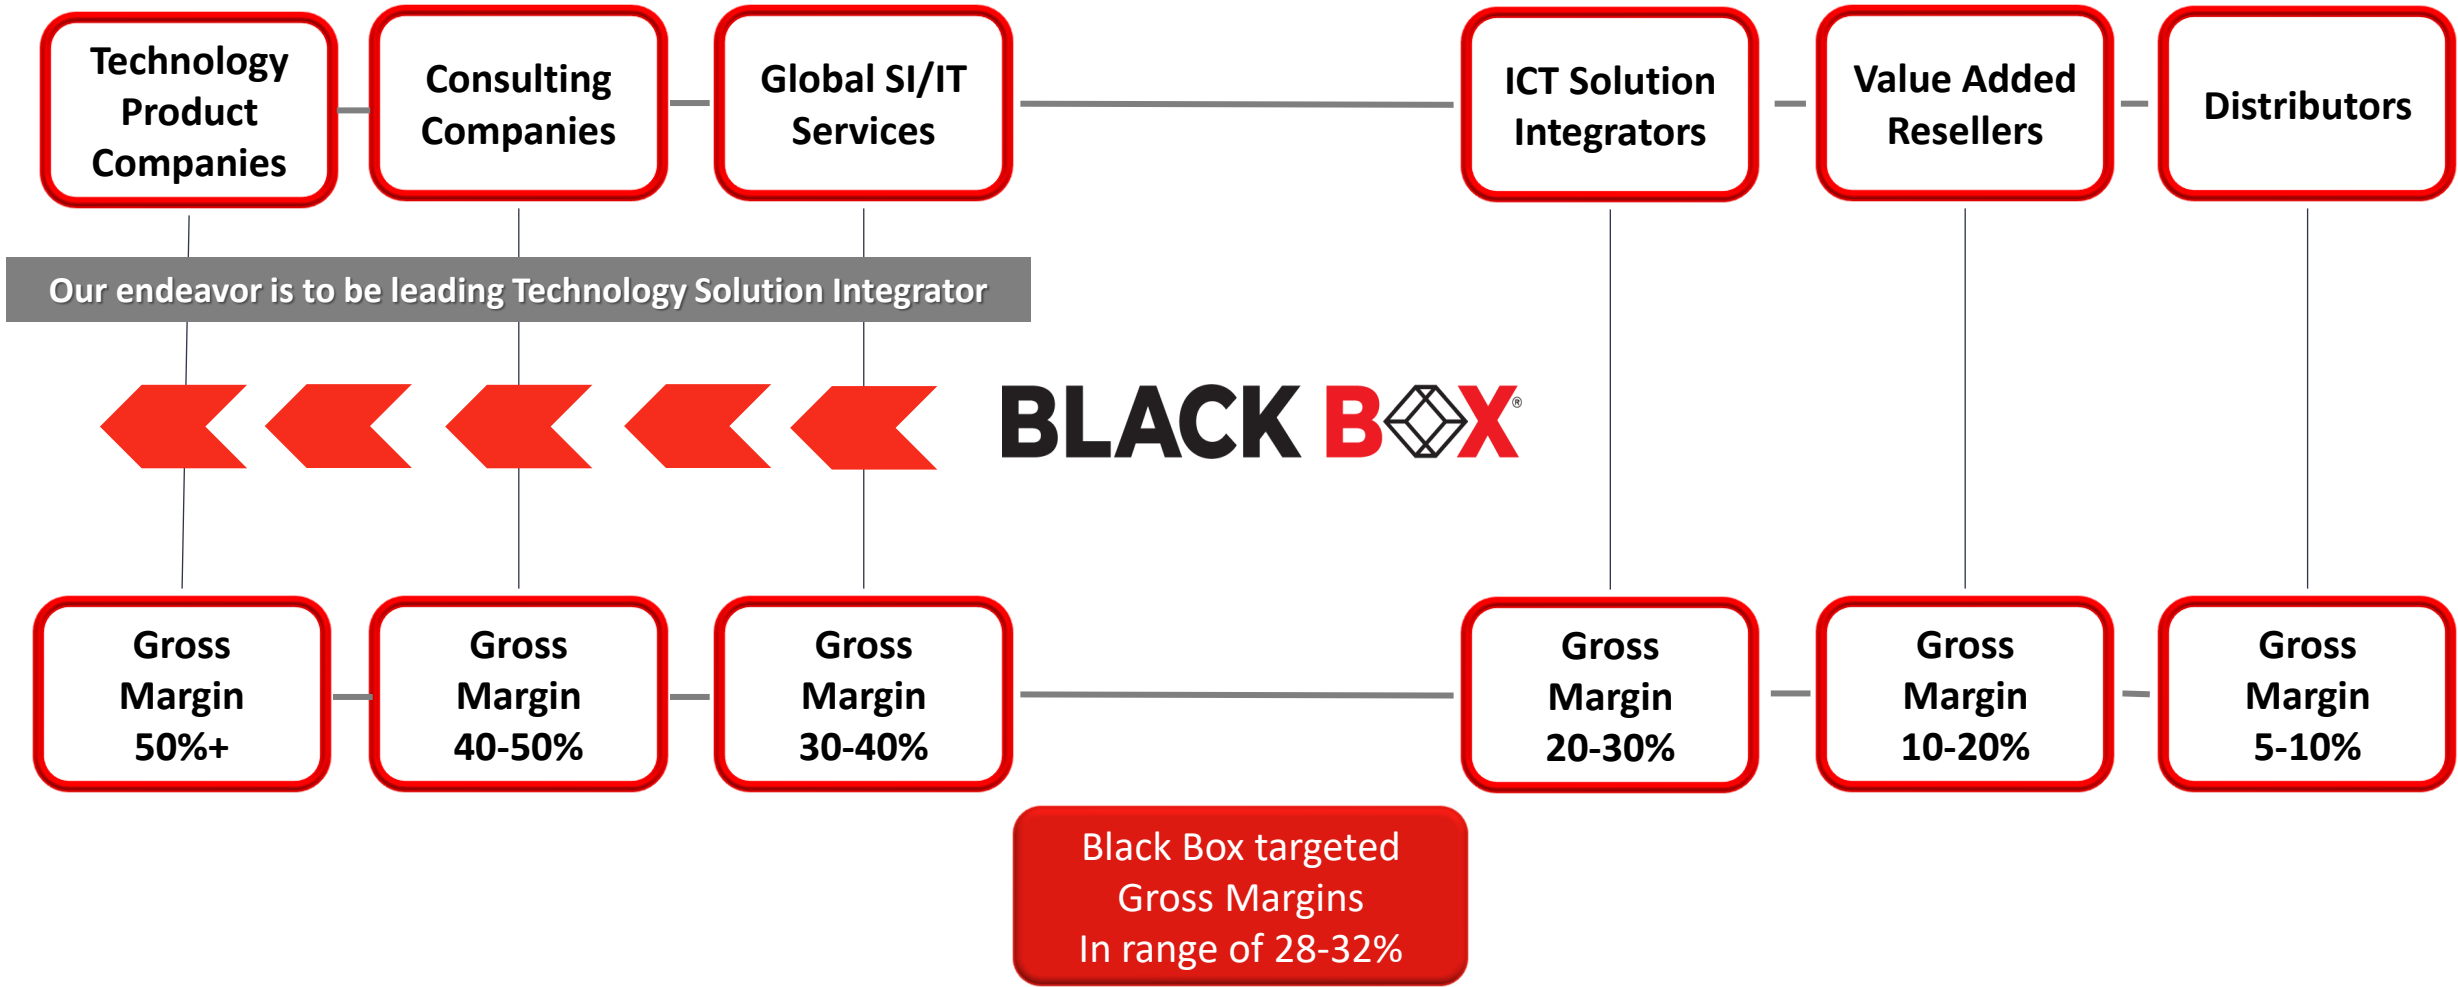 Technology
Product
Companies
Consulting
Companies
Global SI/IT
Services
ICT Solution
Integrators
Value Added
Resellers
Distributors
Our endeavor is to be leading Technology Solution Integrator
BLACK BOX®
Gross
Margin
50%+
Gross
Margin
40-50%
Gross
Margin
30-40%
Gross
Margin
20-30%
Gross
Margin
10-20%
Gross
Margin
5-10%
Black Box targeted
Gross Margins
In range of 28-32%